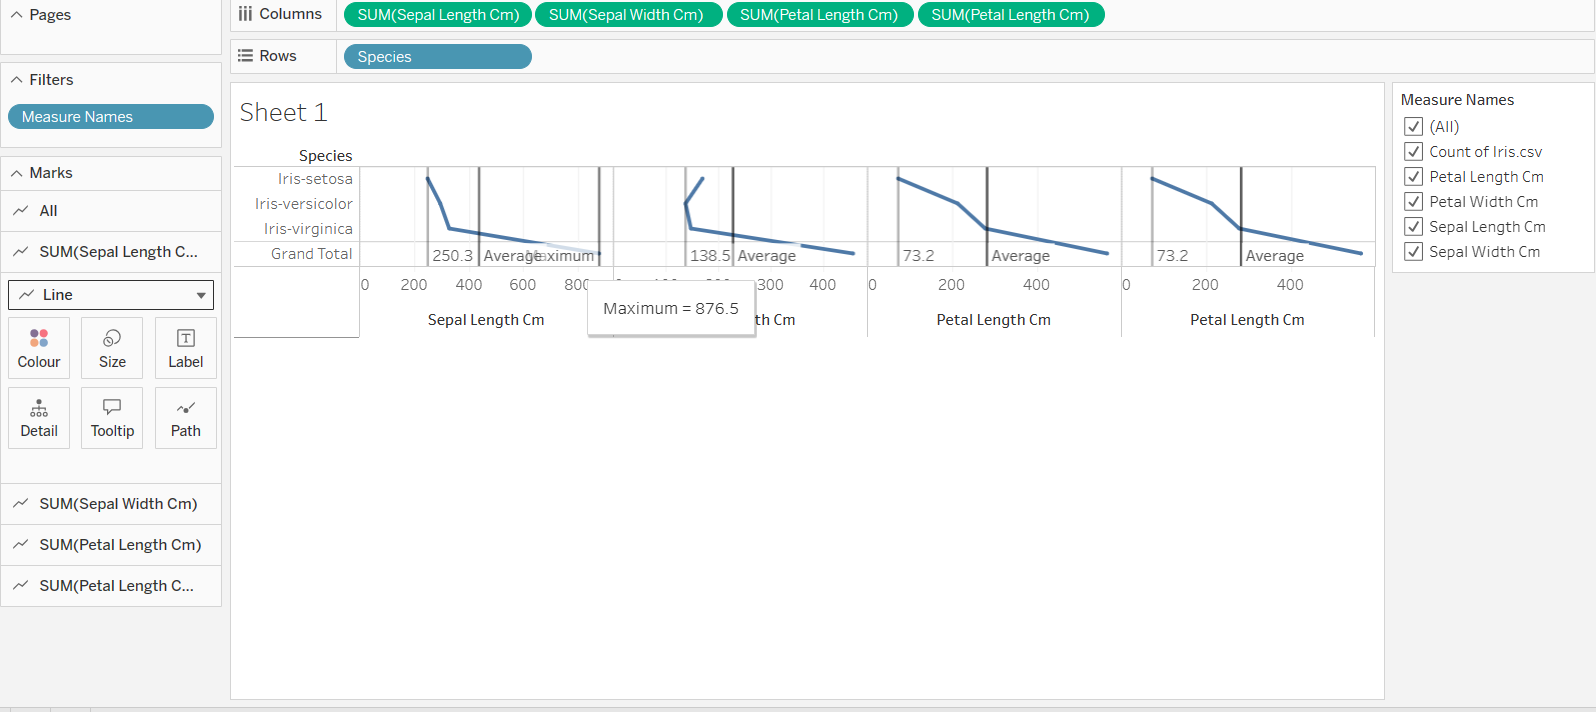 Pages
Columns
SUM(Sepal Length Cm) SUM(Sepal Width Cm) SUM(Petal Length Cm) SUM(Petal Length Cm)
Rows
Species
Filters
Measure Names
Marks
All
SUM(Sepal Length C...
Line
Colour Size Label
Detail Tooltip Path
SUM(Sepal Width Cm)
SUM(Petal Length Cm)
SUM(Petal Length C...
Sheet 1
Species
Iris-setosa
Iris-versicolor
Iris-virginica
Grand Total
250.3 Average aximum 138.5 Average 73.2 Average 73.2 Average
0 200 400 600 300 400 0 200 400 0 200 400
Sepal Length Cm th Cm Petal Length Cm Petal Length Cm
Maximum = 876.5
Measure Names
(All)
Count of Iris.csv
Petal Length Cm
Petal Width Cm
Sepal Length Cm
Sepal Width Cm